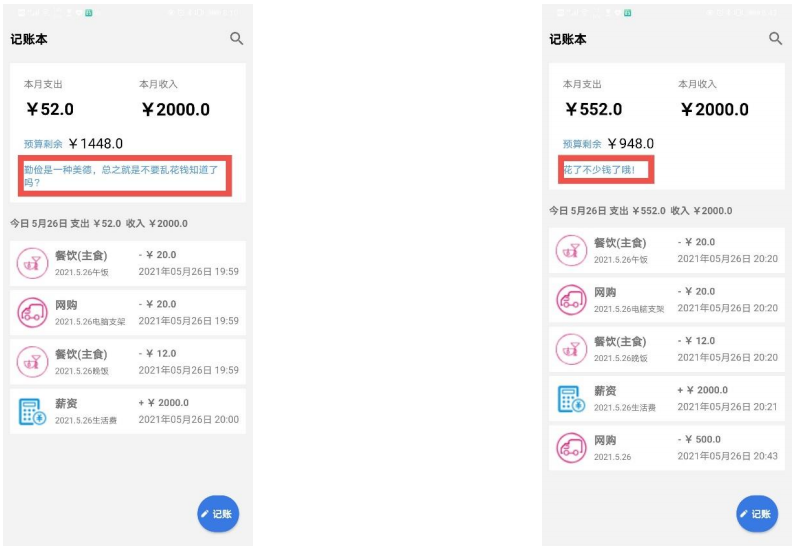 记账本
本月支出 本月收入
￥52.0 ￥2000.0
预算剩余 ￥1448.0
勤俭是一种美德，总之就是不要乱花钱知道了
吗？
今日 5月26日 支出 ￥52.0 收入 ￥2000.0
餐饮(主食) - ￥ 20.0
2021.5.26午饭 2021年05月26日 19:59
网购 - ￥ 20.0
2021.5.26电脑支架 2021年05月26日 19:59
餐饮(主食) - ￥ 12.0
2021.5.26晚饭 2021年05月26日 19:59
薪资 + ￥ 2000.0
2021.5.26生活费 2021年05月26日 20:00
记账
记账本
本月支出 本月收入
￥552.0 ￥2000.0
预算剩余 ￥948.0
花了不少钱了哦!
今日 5月26日 支出 ￥552.0 收入 ￥2000.0
餐饮(主食) - ￥ 20.0
2021.5.26午饭 2021年05月26日 20:20
网购 - ￥ 20.0
2021.5.26电脑支架 2021年05月26日 20:20
餐饮(主食) - ￥ 12.0
2021.5.26晚饭 2021年05月26日 20:20
薪资 + ￥ 2000.0
2021.5.26生活费 2021年05月26日 20:21
网购 - ￥ 500.0
2021.5.26 2021年05月26日 20:43
记账